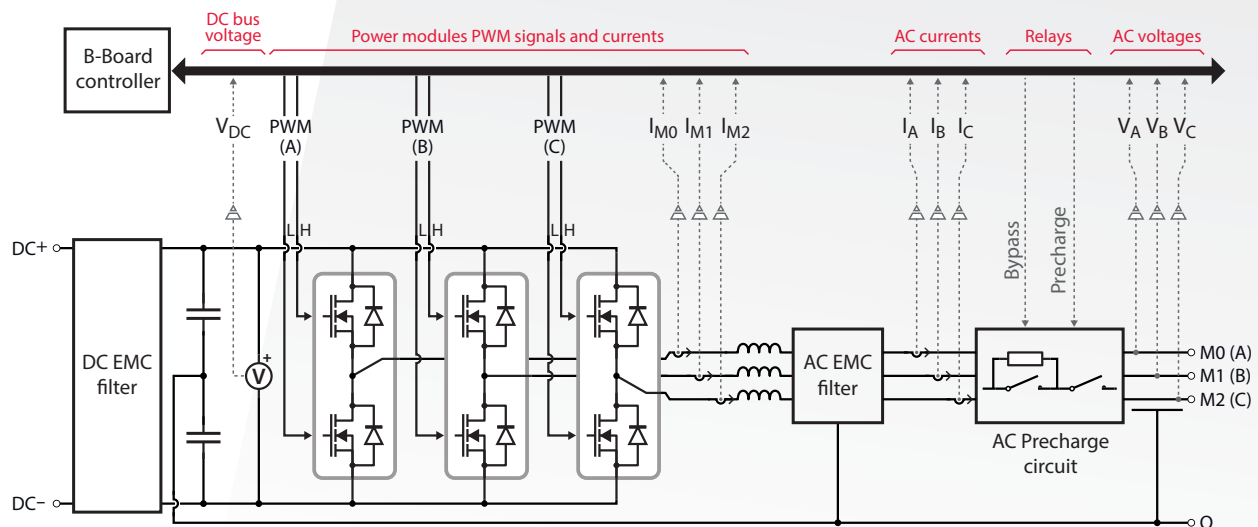 DC bus
voltage
Power modules PWM signals and currents
AC currents
Relays
AC voltages
B-Board
controller
VDC
PWM
(A)
PWM
(B)
PWM
(C)
IM0
IM1
IM2
IA
IB
IC
VA
VB
VC
Bypass
Precharge
L H
L H
L H
DC+
DC EMC
filter
+
V
AC EMC
filter
M0 (A)
M1 (B)
M2 (C)
AC Precharge
circuit
DC−
O